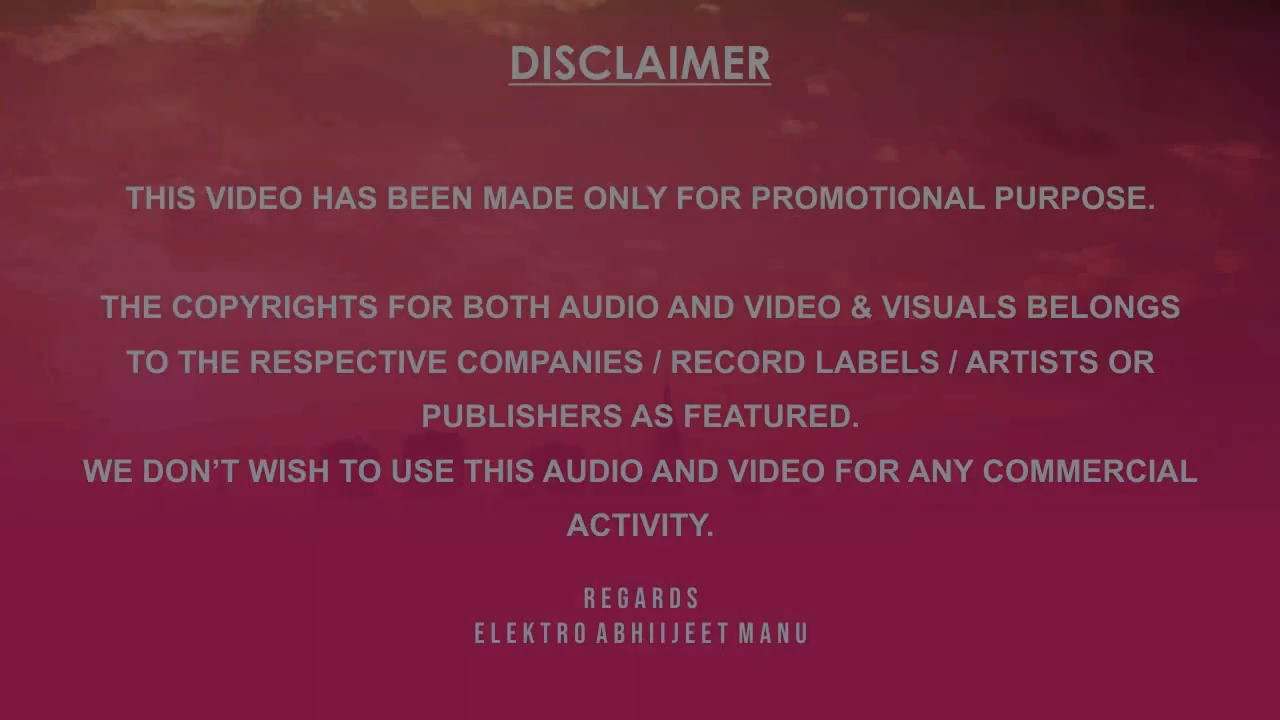 DISCLAIMER
THIS VIDEO HAS BEEN MADE ONLY FOR PROMOTIONAL PURPOSE.
THE COPYRIGHTS FOR BOTH AUDIO AND VIDEO & VISUALS BELONGS
TO THE RESPECTIVE COMPANIES / RECORD LABELS / ARTISTS OR
PUBLISHERS AS FEATURED.
WE DON’T WISH TO USE THIS AUDIO AND VIDEO FOR ANY COMMERCIAL
ACTIVITY.
REGARDS
ELEKTRO ABHIIJEET MANU